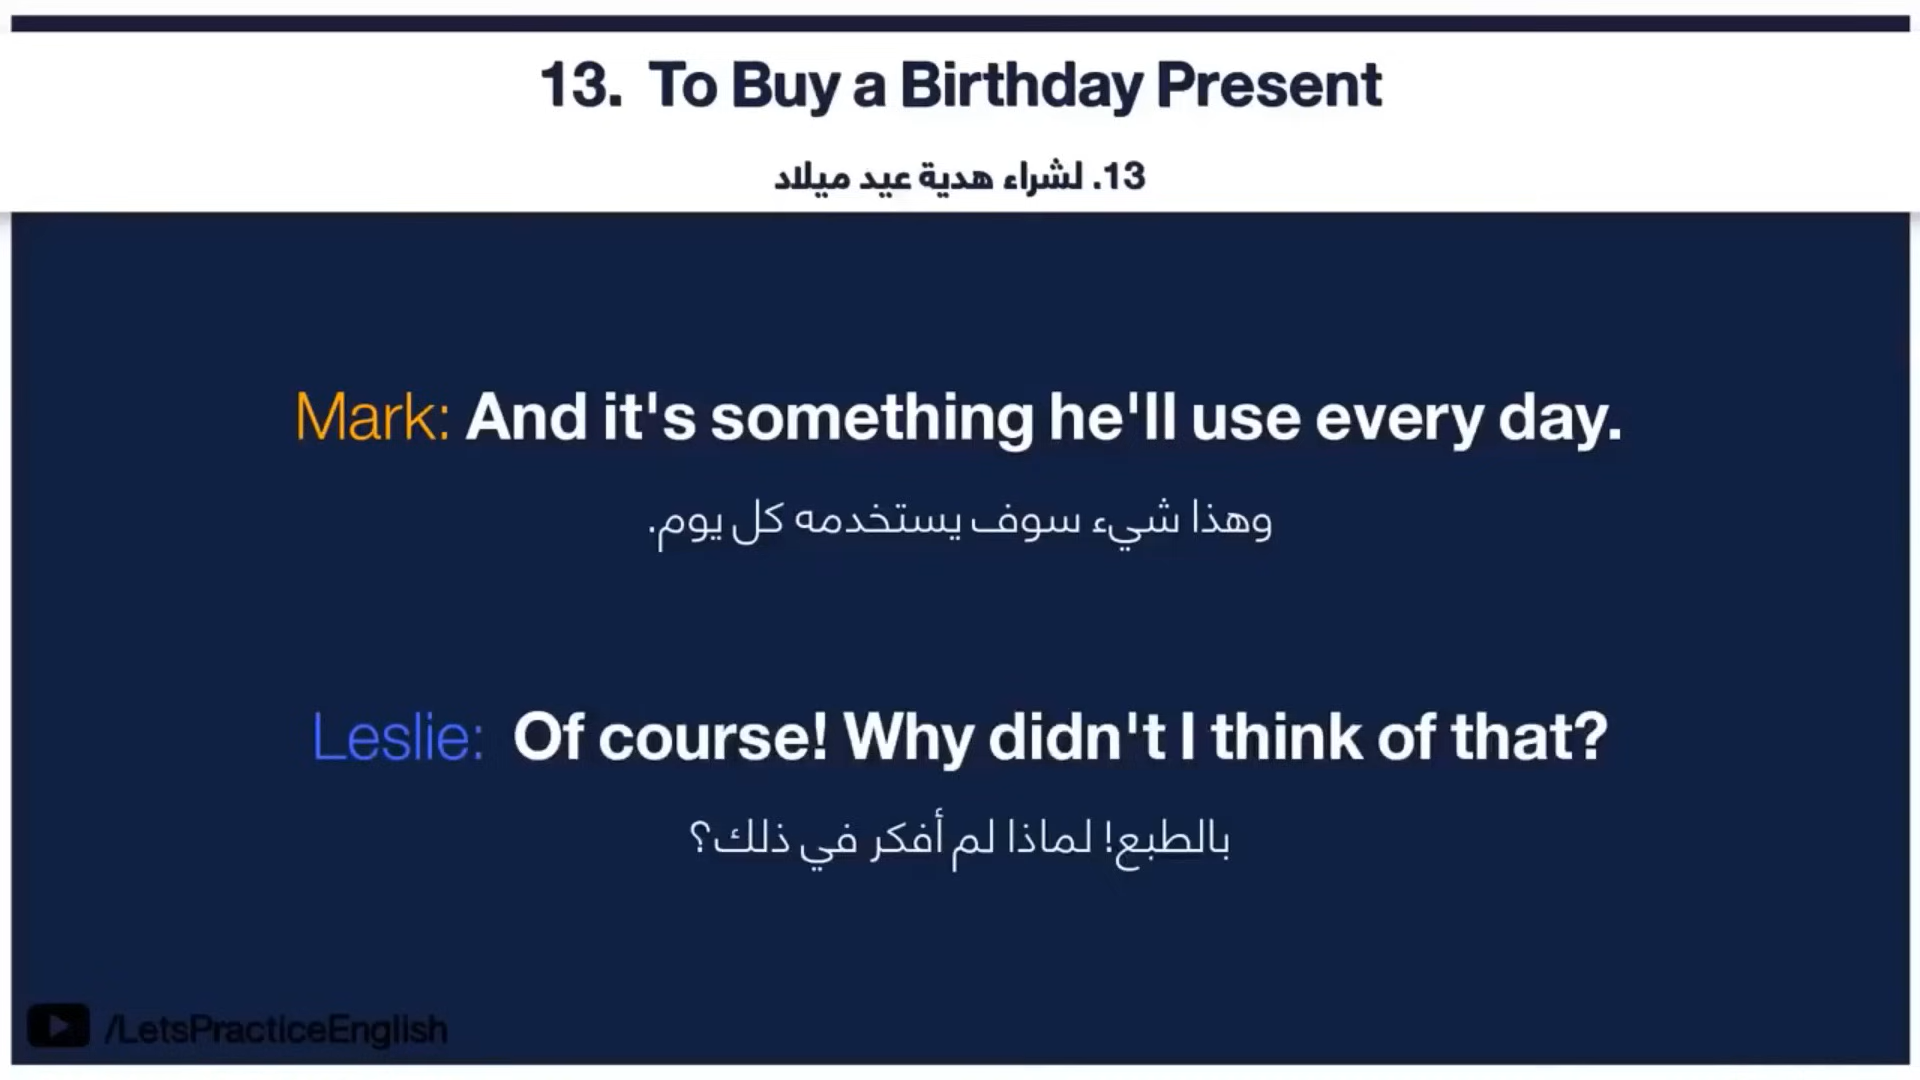 13. To Buy a Birthday Present
13. لشراء هدية عيد ميلاد
Mark: And it's something he'll use every day.
وهذا شيء سوف يستخدمه كل يوم.
Leslie: Of course! Why didn't I think of that?
بالطبع! لماذا لم أفكر في ذلك؟
/LetsPracticeEnglish